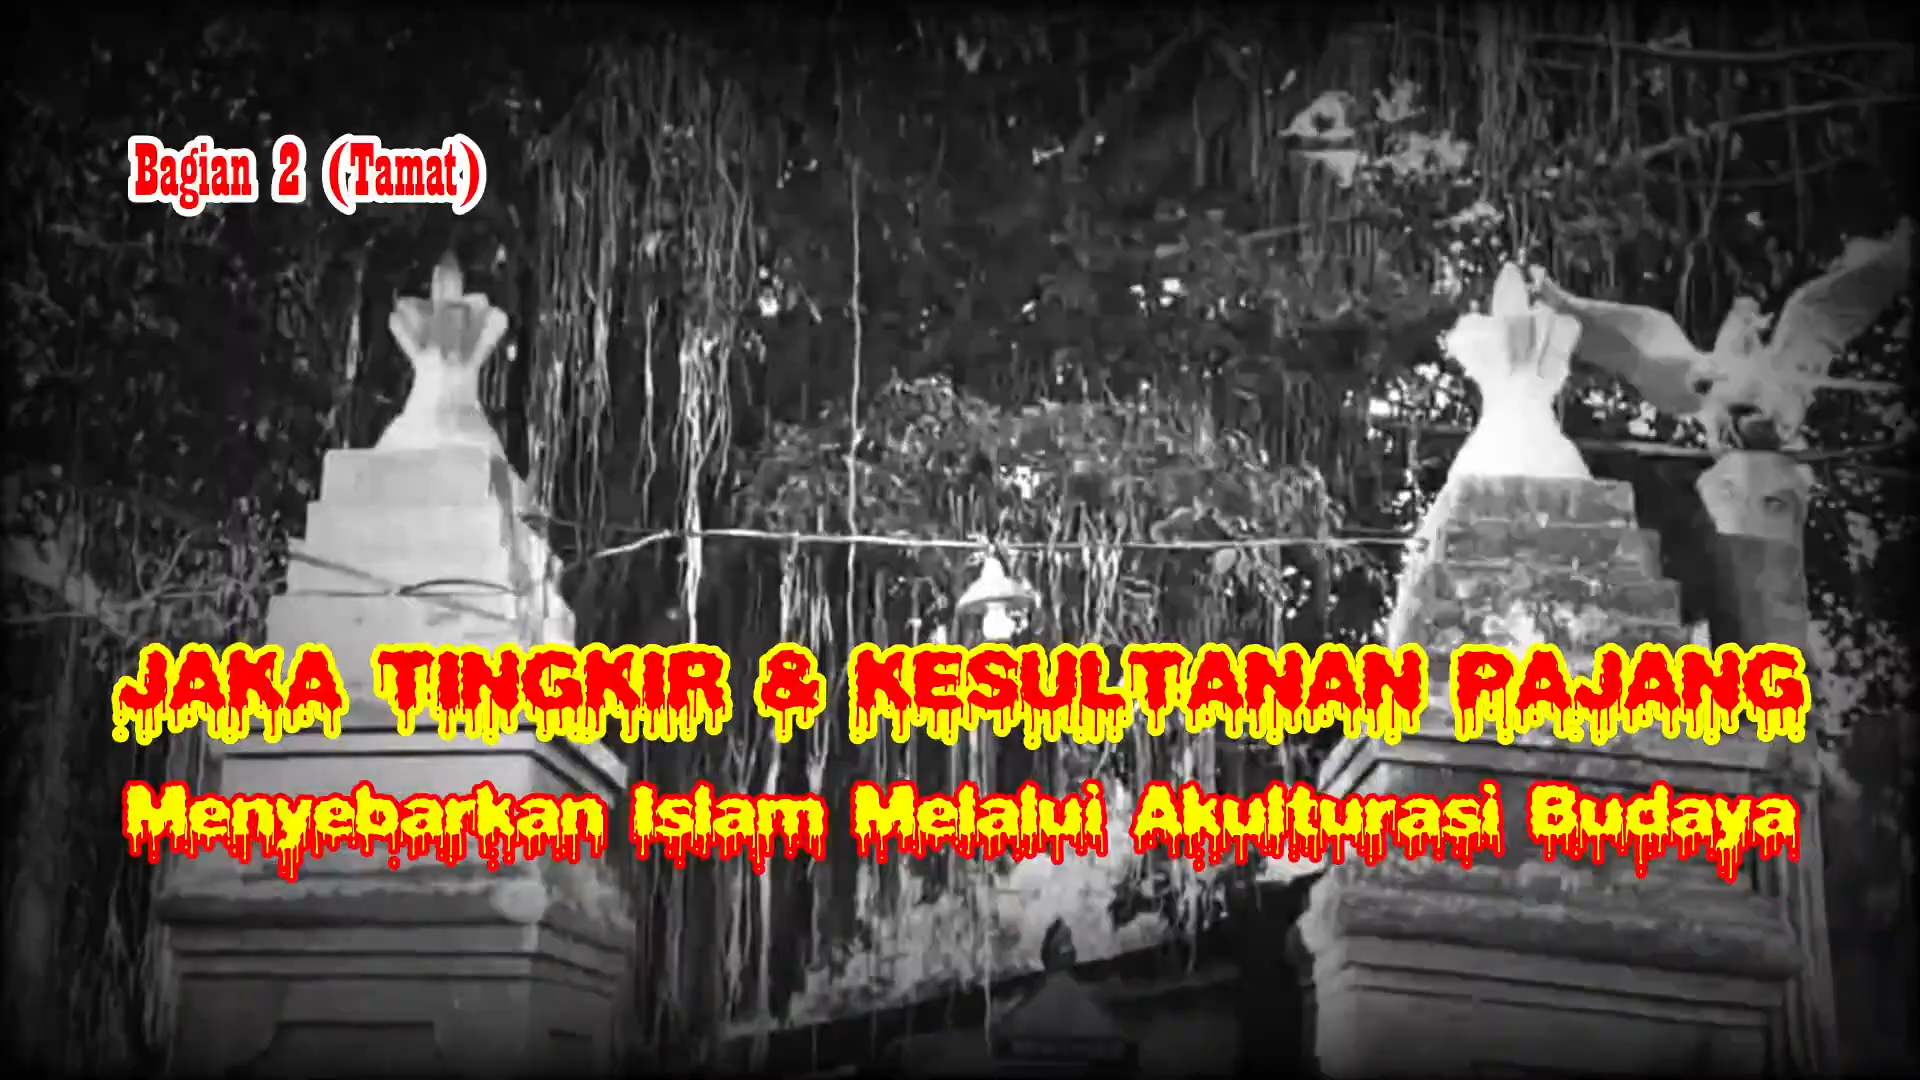 Bagian 2 (Tamat)
JAKA TINGKIR & KESULTANAN PAJANG
Menyebarkan Islam Melalui Akulturasi Budaya